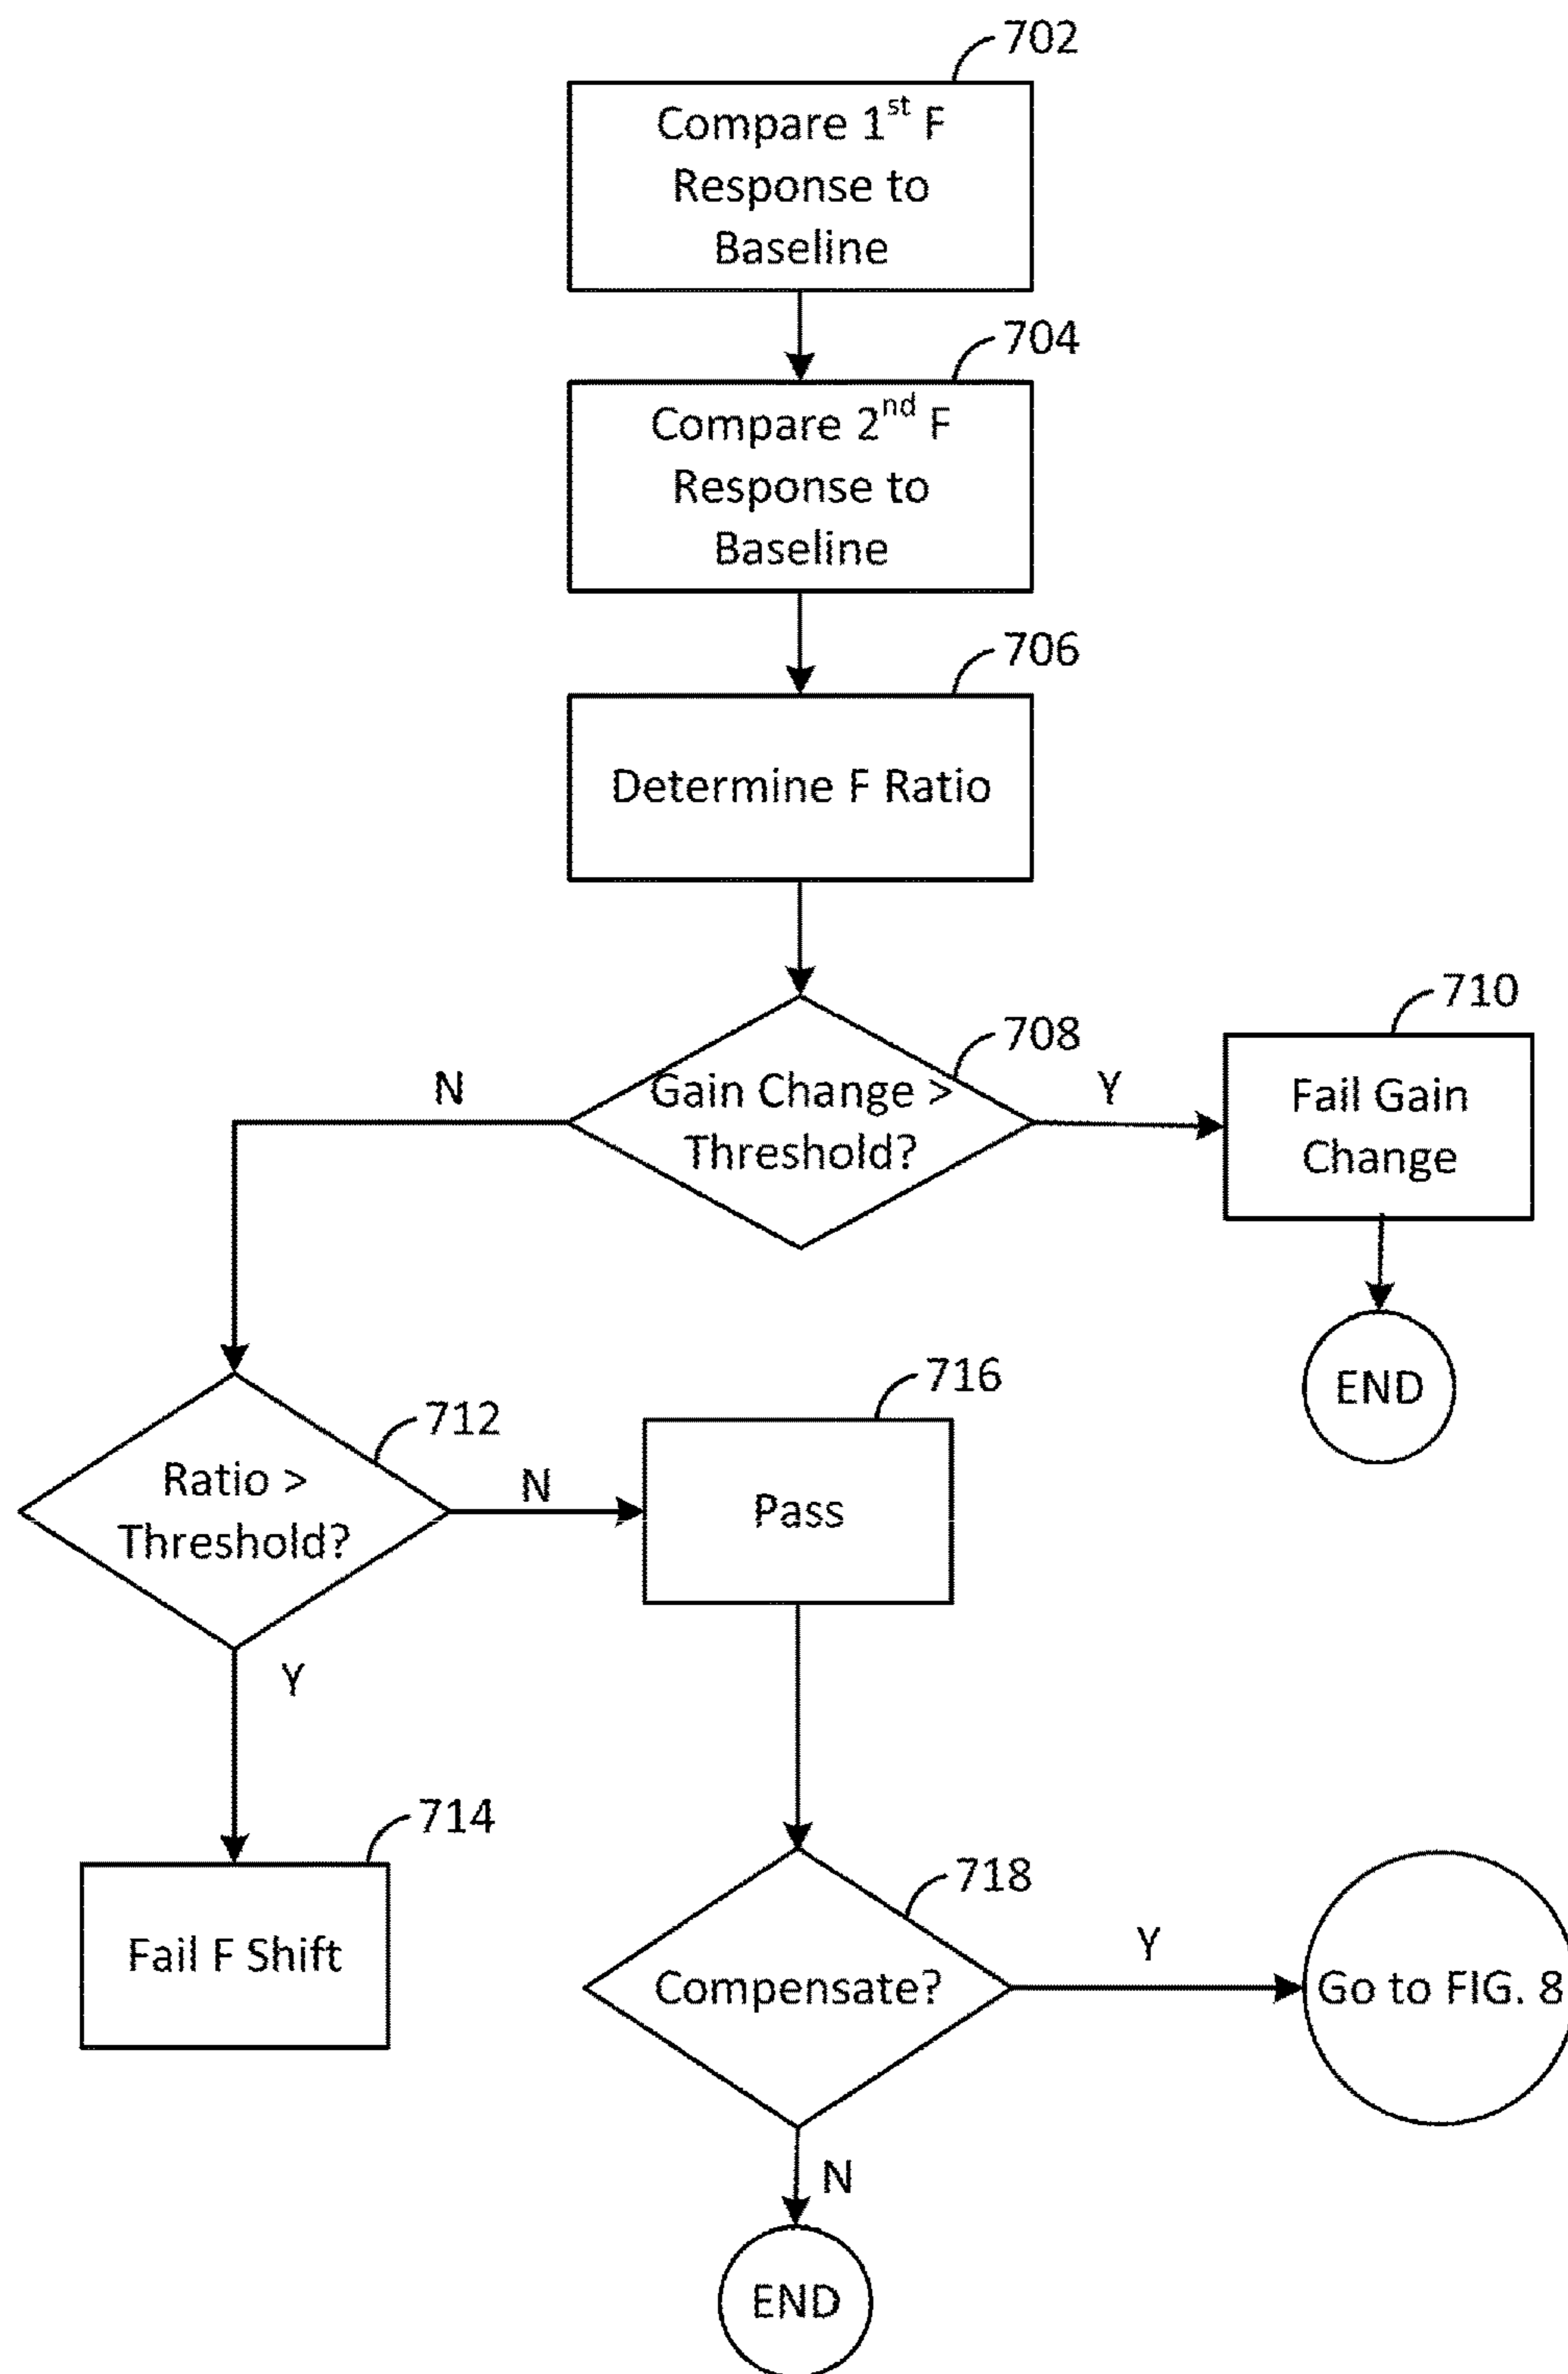 702
Compare 1st F
Response to
Baseline
704
Compare 2nd F
Response to
Baseline
706
Determine F Ratio
708
Gain Change >
Threshold?
N
Y
710
Fail Gain
Change
END
712
Ratio >
Threshold?
N
Y
716
Pass
714
Fail F Shift
718
Compensate?
Y
Go to FIG. 8
N
END